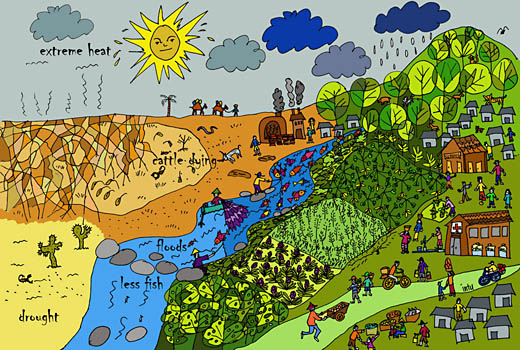 extreme heat
cattle dying
floods
less fish
drought